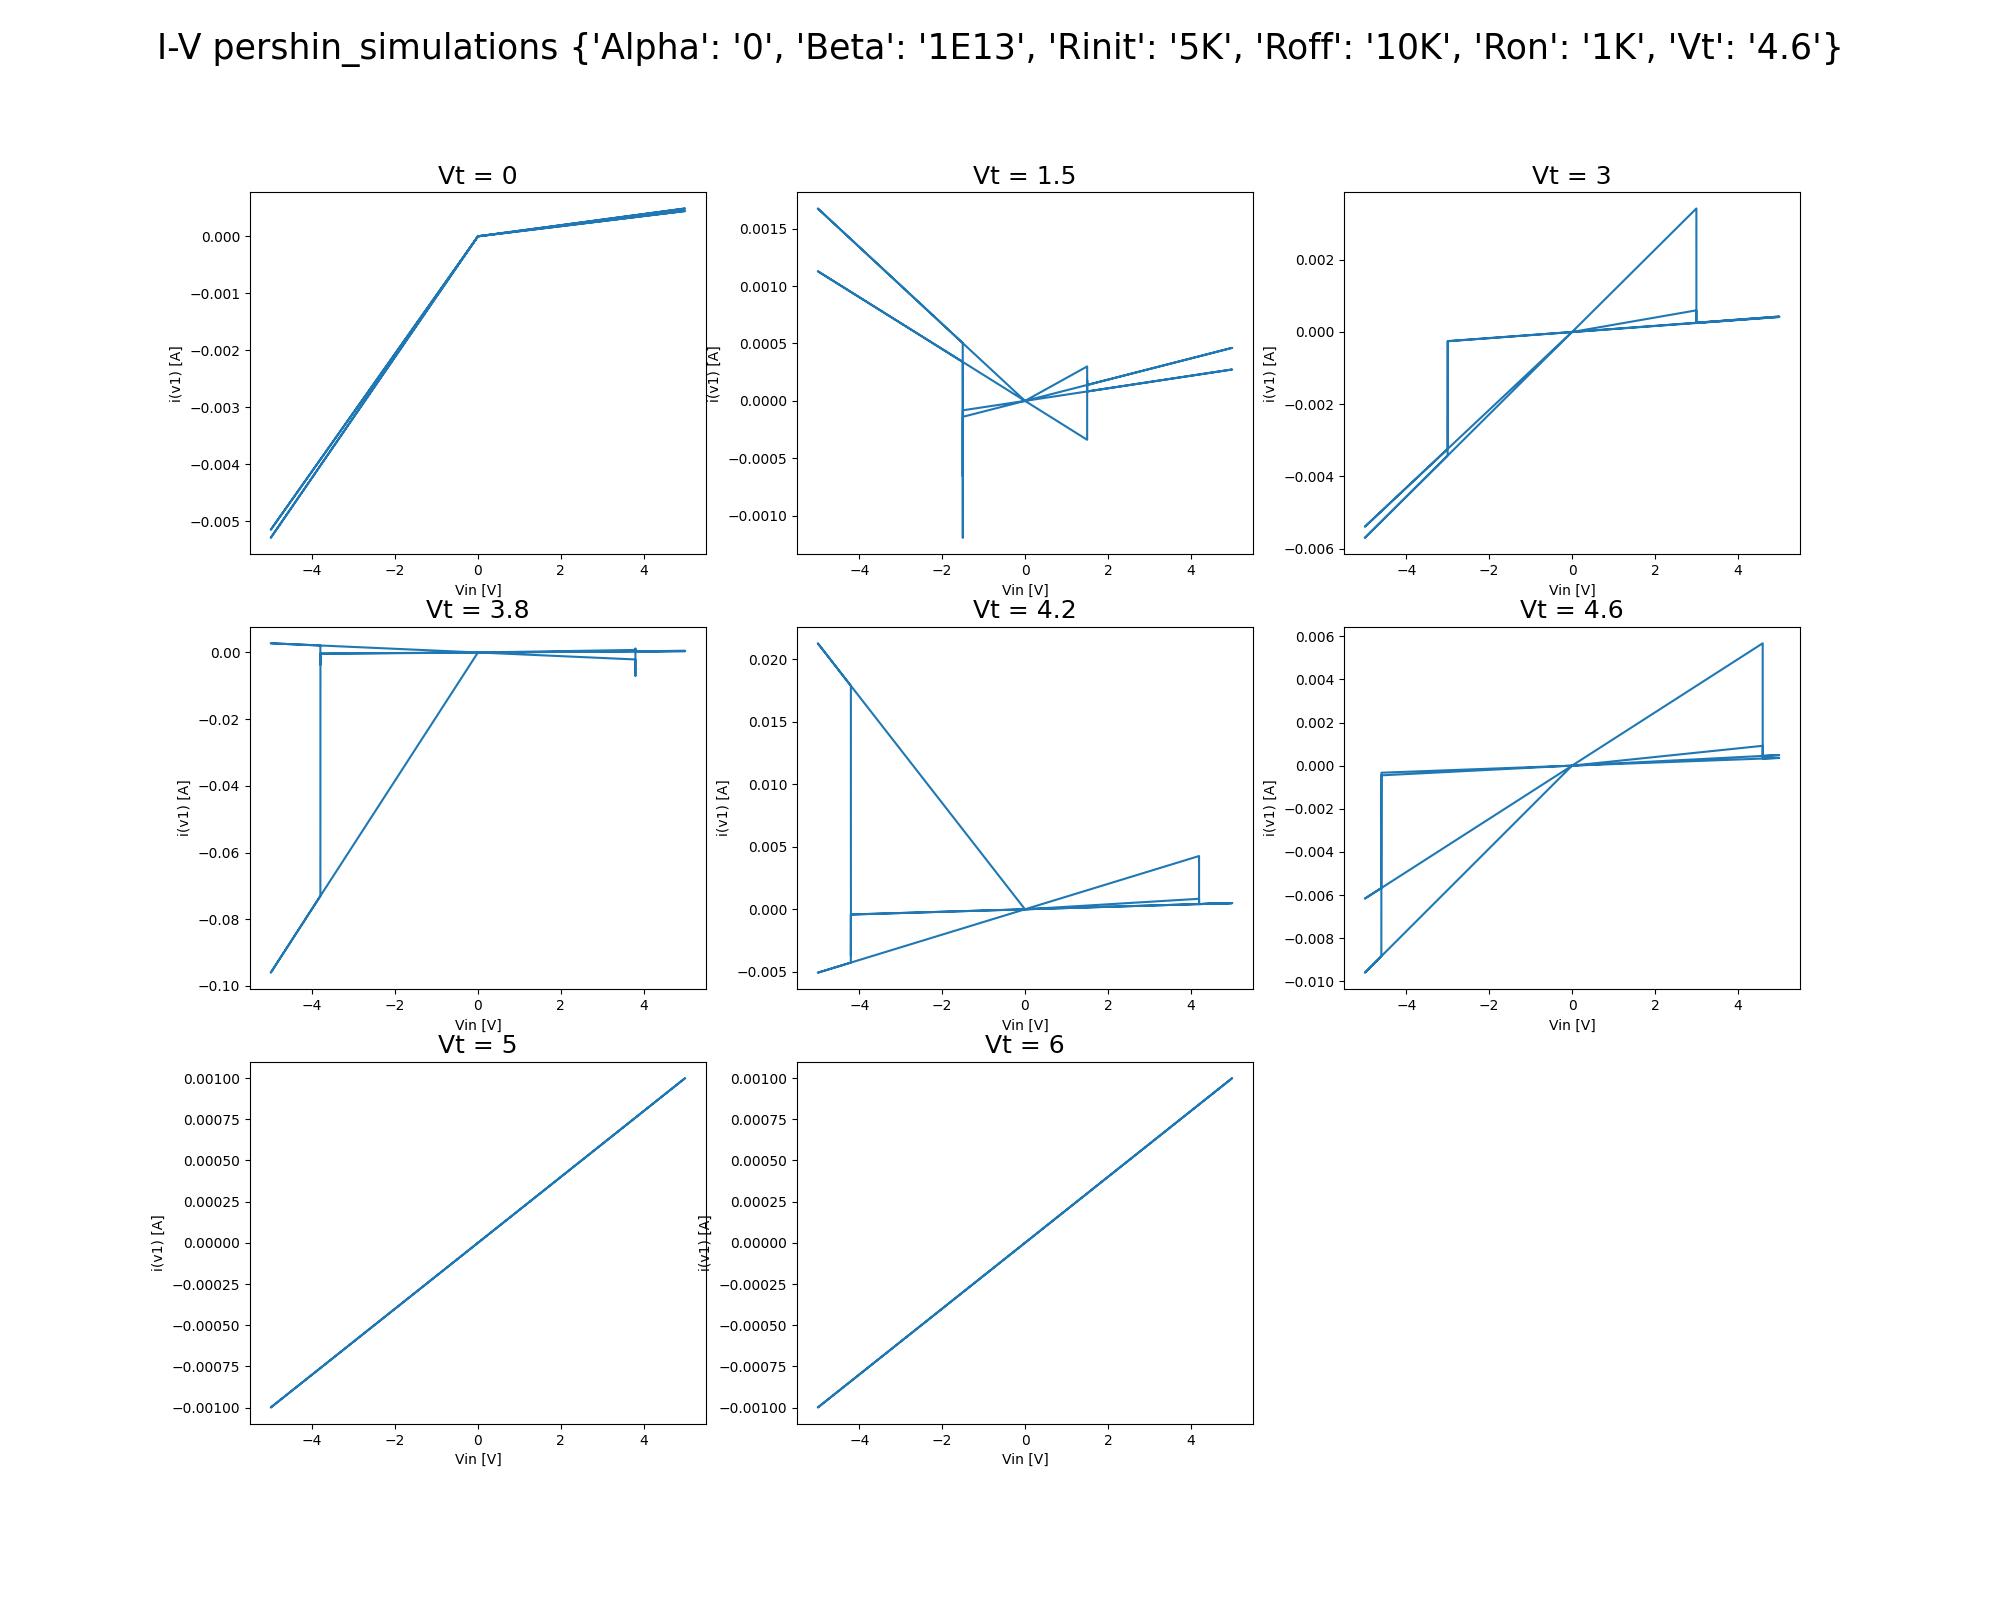 I-V pershin_simulations {'Alpha': '0', 'Beta': '1E13', 'Rinit': '5K', 'Roff': '10K', 'Ron': '1K', 'Vt': '4.6'}
Vt = 0
0.000
−0.001
−0.002
−0.003
−0.004
−0.005
i(v1) [A]
−4 −2 0 2 4
Vin [V]
Vt = 1.5
0.0015
0.0010
0.0005
0.0000
−0.0005
−0.0010
i(v1) [A]
−4 −2 0 2 4
Vin [V]
Vt = 3
0.002
0.000
−0.002
−0.004
−0.006
i(v1) [A]
−4 −2 0 2 4
Vin [V]
Vt = 3.8
0.00
−0.02
−0.04
−0.06
−0.08
−0.10
i(v1) [A]
−4 −2 0 2 4
Vin [V]
Vt = 4.2
0.020
0.015
0.010
0.005
0.000
−0.005
i(v1) [A]
−4 −2 0 2 4
Vin [V]
Vt = 4.6
0.006
0.004
0.002
0.000
−0.002
−0.004
−0.006
−0.008
−0.010
i(v1) [A]
−4 −2 0 2 4
Vin [V]
Vt = 5
0.00100
0.00075
0.00050
0.00025
0.00000
−0.00025
−0.00050
−0.00075
−0.00100
i(v1) [A]
−4 −2 0 2 4
Vin [V]
Vt = 6
0.00100
0.00075
0.00050
0.00025
0.00000
−0.00025
−0.00050
−0.00075
−0.00100
i(v1) [A]
−4 −2 0 2 4
Vin [V]